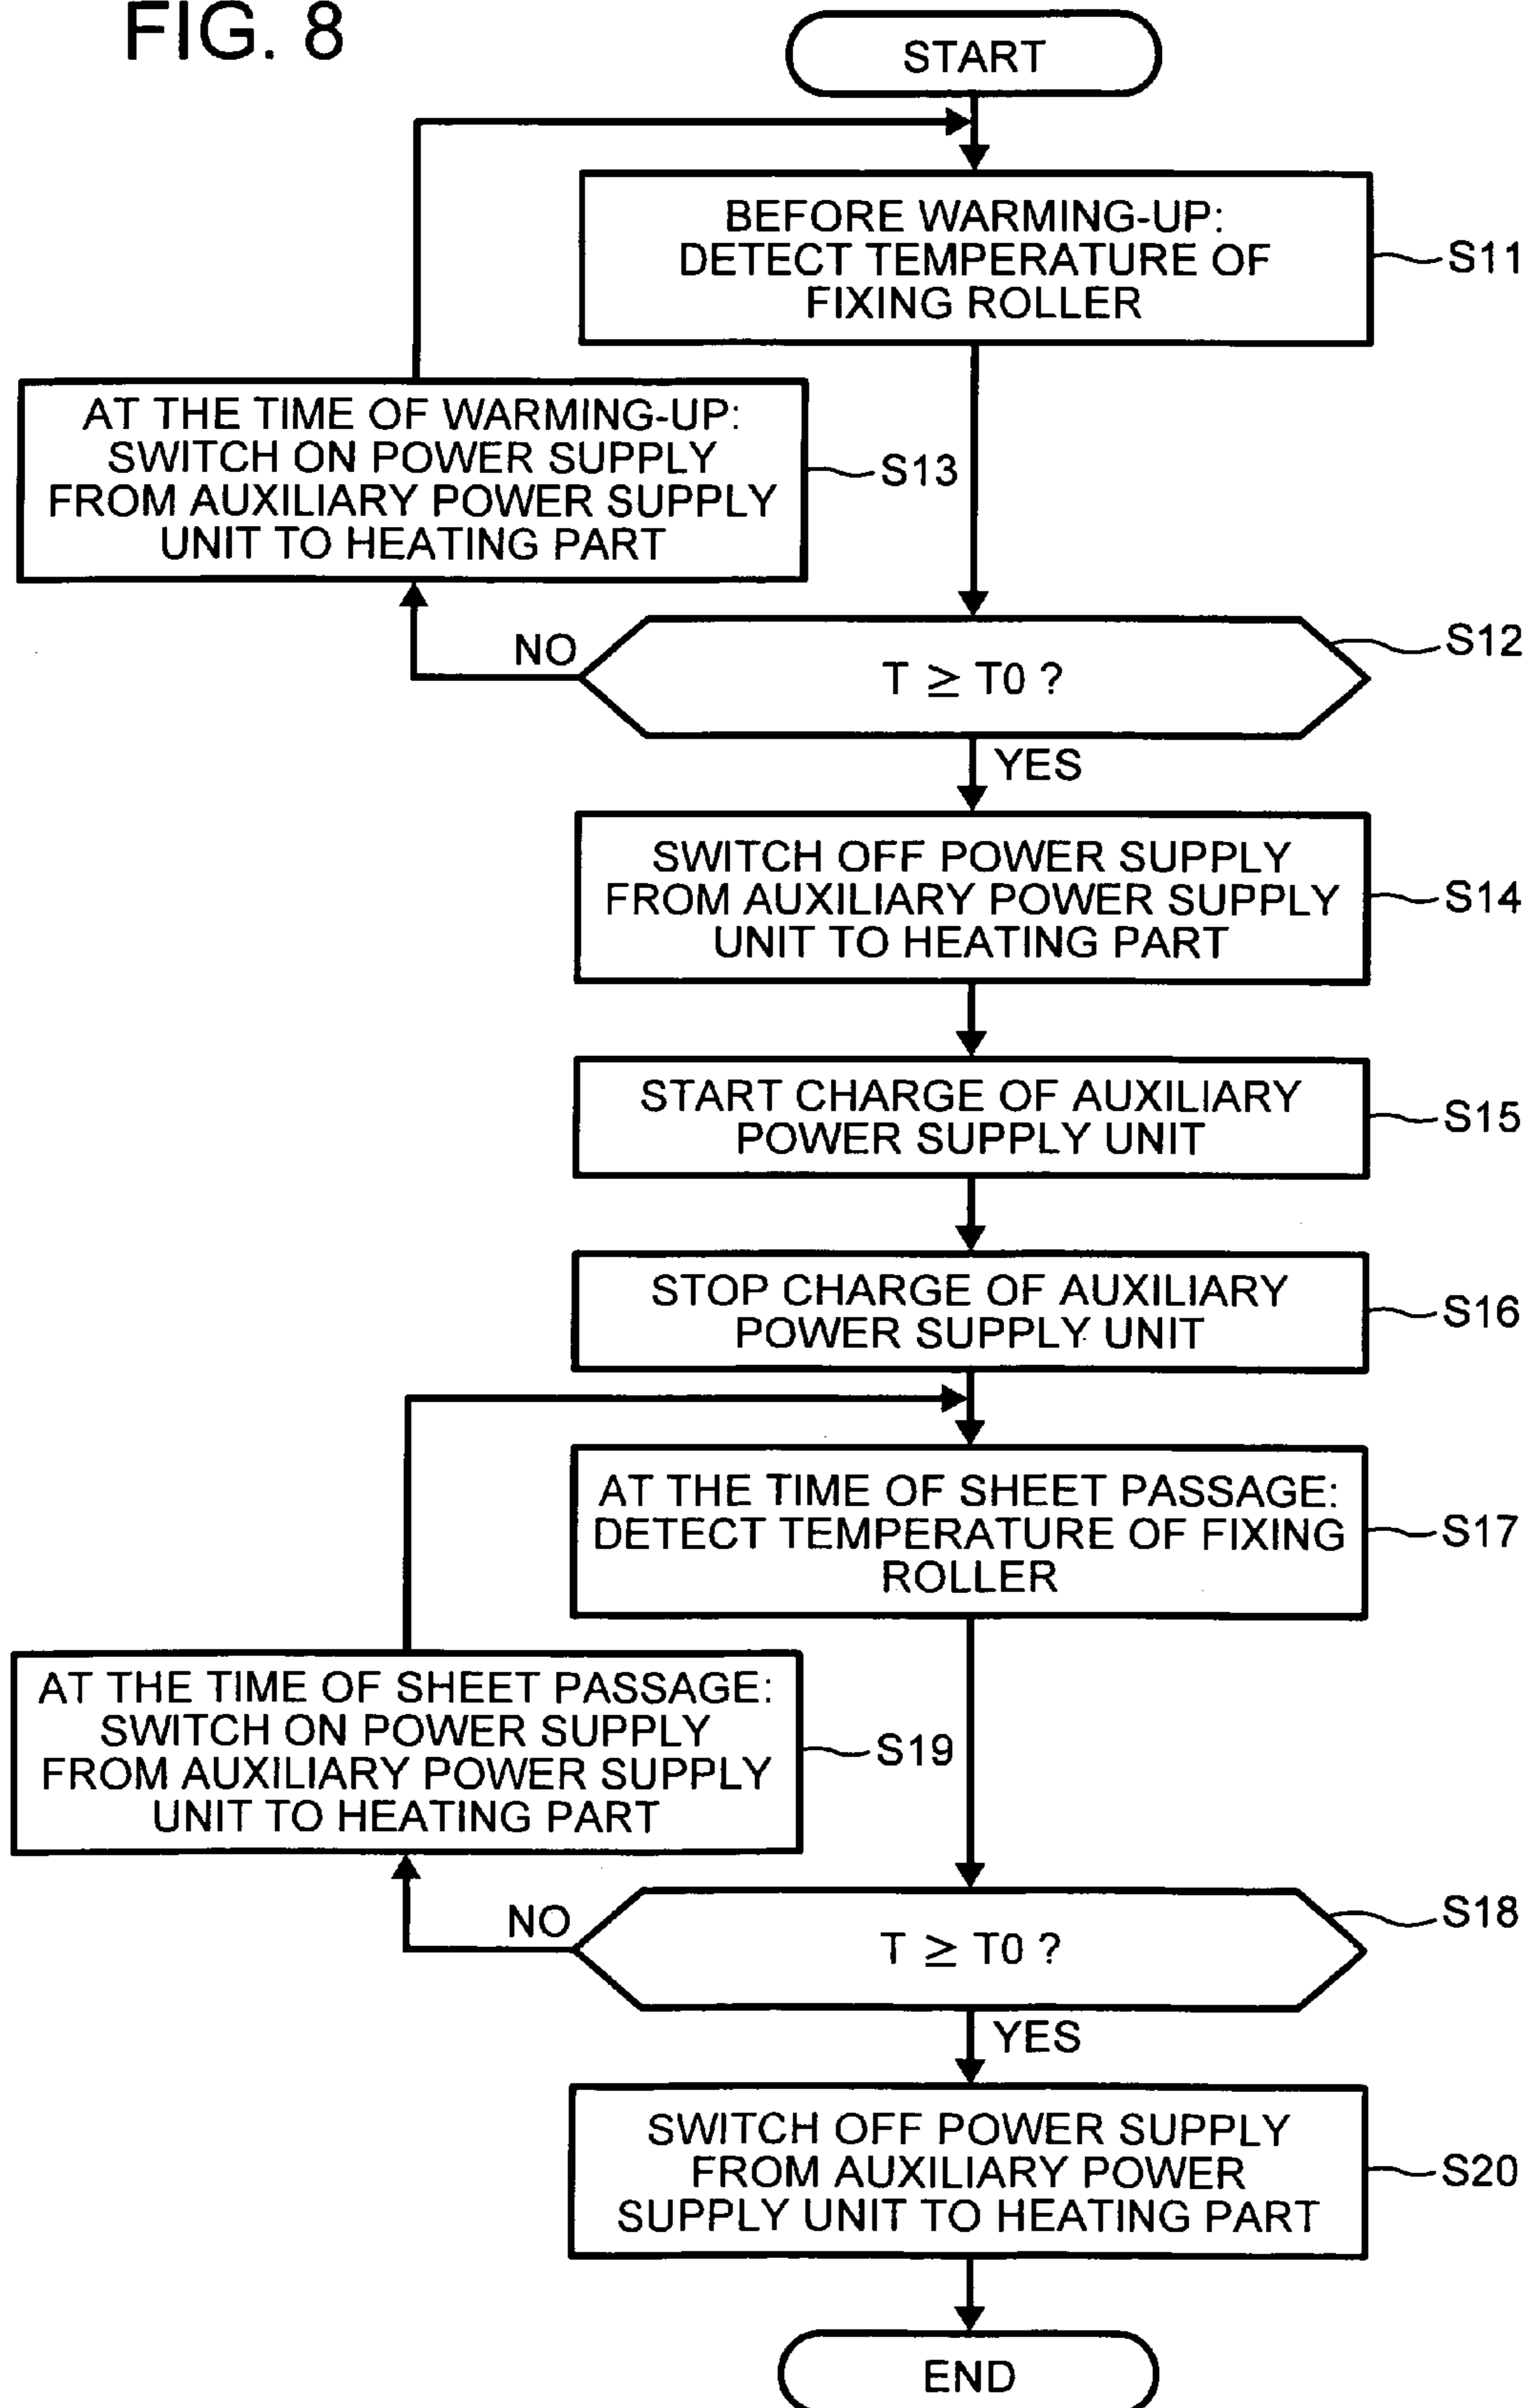 FIG. 8
START
BEFORE WARMING-UP:
DETECT TEMPERATURE OF
FIXING ROLLER
S11
AT THE TIME OF WARMING-UP:
SWITCH ON POWER SUPPLY
FROM AUXILIARY POWER SUPPLY
UNIT TO HEATING PART
S13
NO
T ≥ T0 ?
S12
YES
SWITCH OFF POWER SUPPLY
FROM AUXILIARY POWER SUPPLY
UNIT TO HEATING PART
S14
START CHARGE OF AUXILIARY
POWER SUPPLY UNIT
S15
STOP CHARGE OF AUXILIARY
POWER SUPPLY UNIT
S16
AT THE TIME OF SHEET PASSAGE:
DETECT TEMPERATURE OF FIXING
ROLLER
S17
AT THE TIME OF SHEET PASSAGE:
SWITCH ON POWER SUPPLY
FROM AUXILIARY POWER SUPPLY
UNIT TO HEATING PART
S19
NO
T ≥ T0 ?
S18
YES
SWITCH OFF POWER SUPPLY
FROM AUXILIARY POWER
SUPPLY UNIT TO HEATING PART
S20
END